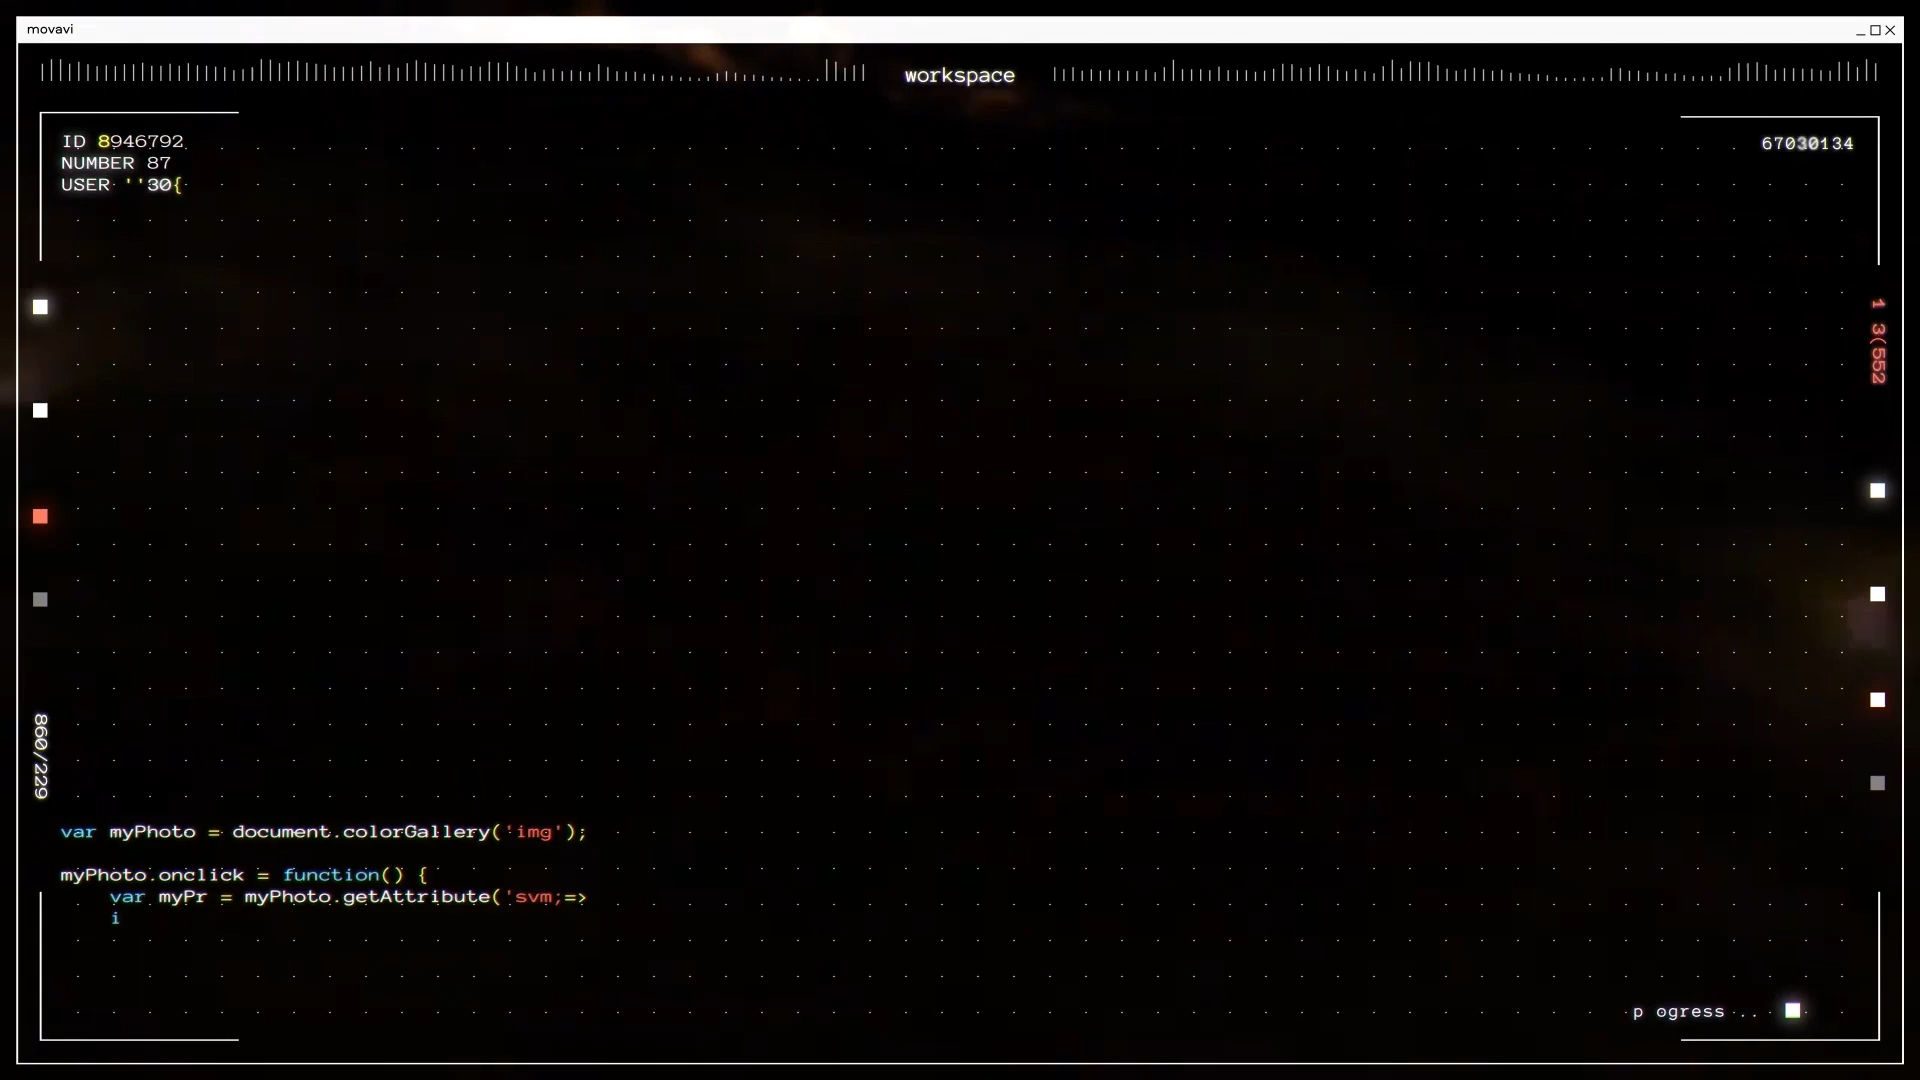 movavi
workspace
ID 8946792
NUMBER 87
USER ''30{
67030134
1 3(552
860/229
var myPhoto = document.colorGallery('img');
myPhoto.onclick = function() {
var myPr = myPhoto.getAttribute('svm;=>
i
p ogress ..